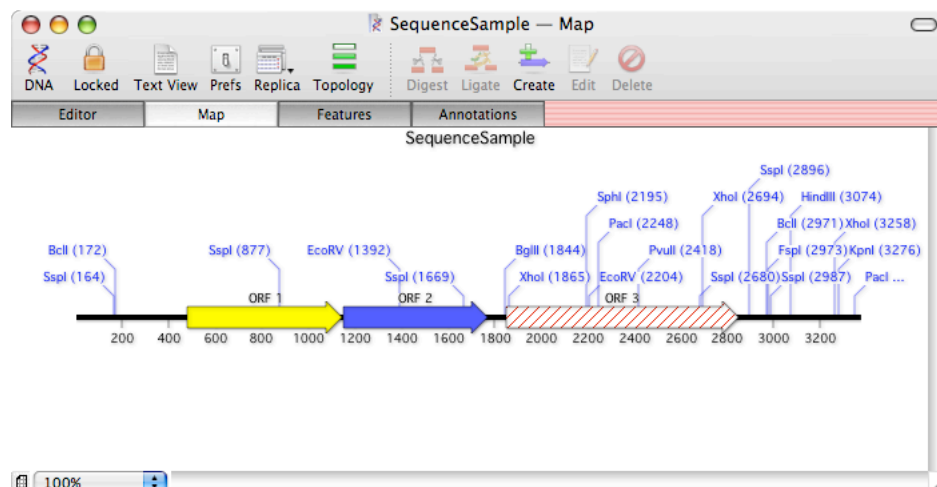 SequenceSample — Map
DNA Locked Text View Prefs Replica Topology Digest Ligate Create Edit Delete
Editor Map Features Annotations
SequenceSample
SspI (2896)
SphI (2195) XhoI (2694) HindIII (3074)
PacI (2248) BclI (2971) XhoI (3258)
BclI (172) SspI (877) EcoRV (1392) BglII (1844) PvuII (2418) FspI (2973) KpnI (3276)
SspI (164) SspI (1669) XhoI (1865) EcoRV (2204) SspI (2680) SspI (2987) PacI ...
ORF 1 ORF 2 ORF 3
200 400 600 800 1000 1200 1400 1600 1800 2000 2200 2400 2600 2800 3000 3200
100%